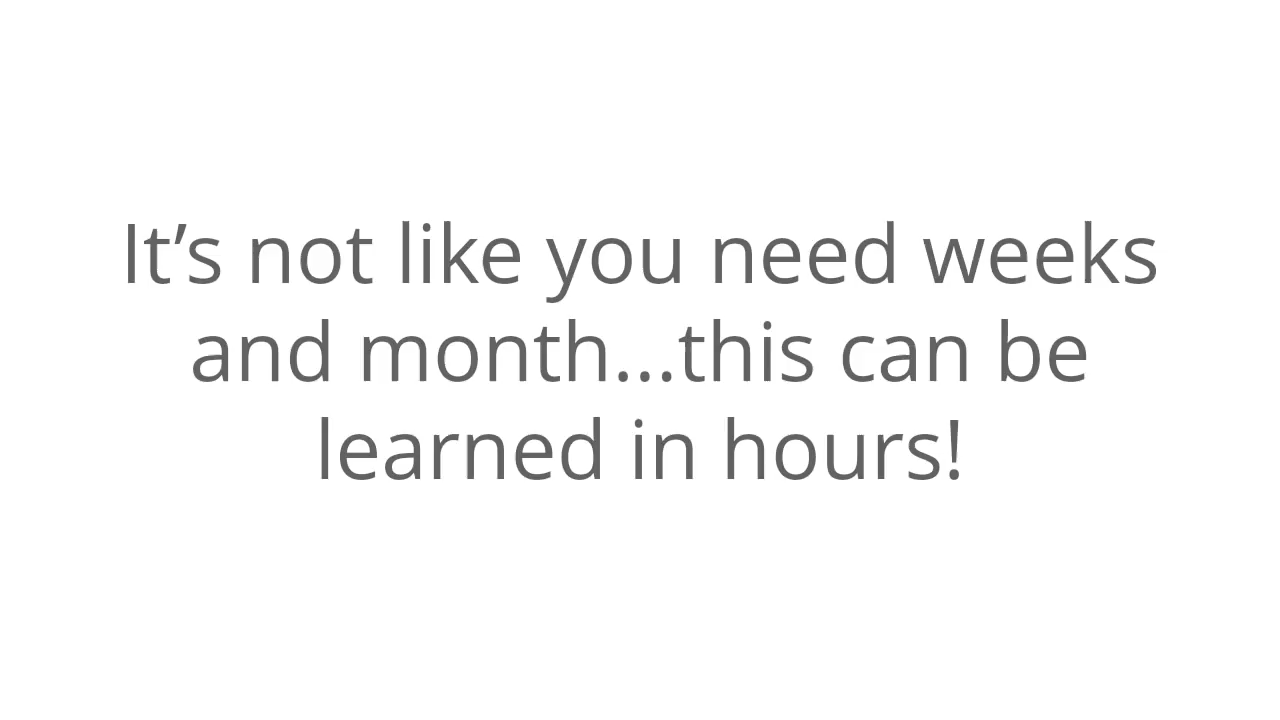 It’s not like you need weeks
and month...this can be
learned in hours!